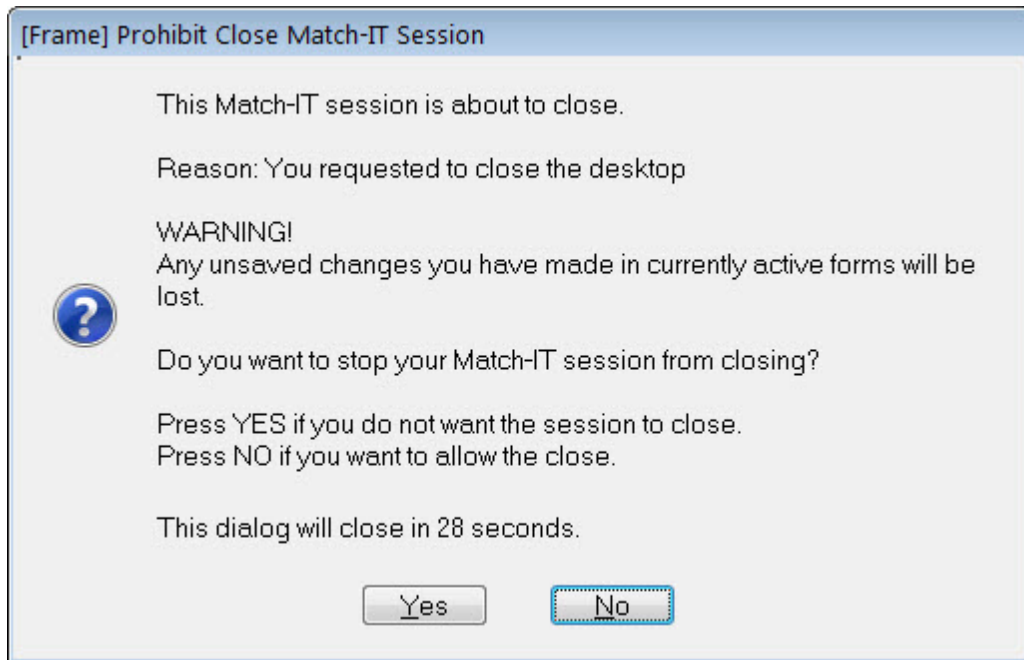 [Frame] Prohibit Close Match-IT Session
This Match-IT session is about to close.
Reason: You requested to close the desktop
WARNING!
Any unsaved changes you have made in currently active forms will be
lost.
Do you want to stop your Match-IT session from closing?
Press YES if you do not want the session to close.
Press NO if you want to allow the close.
This dialog will close in 28 seconds.
Yes No